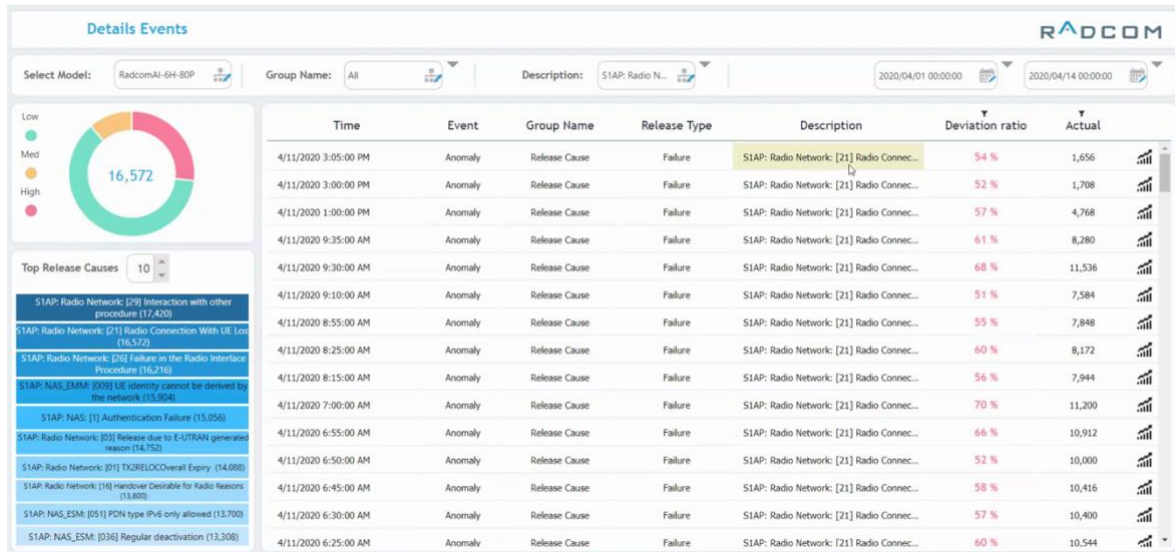 Details Events
RADCOM
Select Model:
RadcomAI-6H-80P
Group Name:
All
Description:
S1AP: Radio N...
2020/04/01 00:00:00
2020/04/14 00:00:00
Low
Med
High
16,572
Top Release Causes
10
S1AP: Radio Network: [29] Interaction with other
procedure (17,420)
S1AP: Radio Network: [21] Radio Connection With UE Los
(16,572)
S1AP: Radio Network: [26] Failure in the Radio Interface
Procedure (16,216)
S1AP: NAS_EMM: [009] UE identity cannot be derived by
the network (15,904)
S1AP: NAS: [1] Authentication Failure (15,056)
S1AP: Radio Network: [03] Release due to E-UTRAN generated
reason (14,752)
S1AP: Radio Network: [01] TX2RELOCOverall Expiry (14,088)
S1AP: Radio Network: [16] Handover Desirable for Radio Reasons
(13,800)
S1AP: NAS_ESM: [051] PDN type IPv6 only allowed (13,700)
S1AP: NAS_ESM: [036] Regular deactivation (13,308)
Time Event Group Name Release Type Description Deviation ratio Actual
4/11/2020 3:05:00 PM Anomaly Release Cause Failure S1AP: Radio Network: [21] Radio Connec... 54 % 1,656
4/11/2020 3:00:00 PM Anomaly Release Cause Failure S1AP: Radio Network: [21] Radio Connec... 52 % 1,708
4/11/2020 1:00:00 PM Anomaly Release Cause Failure S1AP: Radio Network: [21] Radio Connec... 57 % 4,768
4/11/2020 9:35:00 AM Anomaly Release Cause Failure S1AP: Radio Network: [21] Radio Connec... 61 % 8,280
4/11/2020 9:30:00 AM Anomaly Release Cause Failure S1AP: Radio Network: [21] Radio Connec... 68 % 11,536
4/11/2020 9:10:00 AM Anomaly Release Cause Failure S1AP: Radio Network: [21] Radio Connec... 51 % 7,584
4/11/2020 8:55:00 AM Anomaly Release Cause Failure S1AP: Radio Network: [21] Radio Connec... 55 % 7,848
4/11/2020 8:25:00 AM Anomaly Release Cause Failure S1AP: Radio Network: [21] Radio Connec... 60 % 8,172
4/11/2020 8:15:00 AM Anomaly Release Cause Failure S1AP: Radio Network: [21] Radio Connec... 56 % 7,944
4/11/2020 7:00:00 AM Anomaly Release Cause Failure S1AP: Radio Network: [21] Radio Connec... 70 % 11,200
4/11/2020 6:55:00 AM Anomaly Release Cause Failure S1AP: Radio Network: [21] Radio Connec... 66 % 10,912
4/11/2020 6:50:00 AM Anomaly Release Cause Failure S1AP: Radio Network: [21] Radio Connec... 52 % 10,000
4/11/2020 6:45:00 AM Anomaly Release Cause Failure S1AP: Radio Network: [21] Radio Connec... 58 % 10,416
4/11/2020 6:30:00 AM Anomaly Release Cause Failure S1AP: Radio Network: [21] Radio Connec... 57 % 10,400
4/11/2020 6:25:00 AM Anomaly Release Cause Failure S1AP: Radio Network: [21] Radio Connec... 60 % 10,544